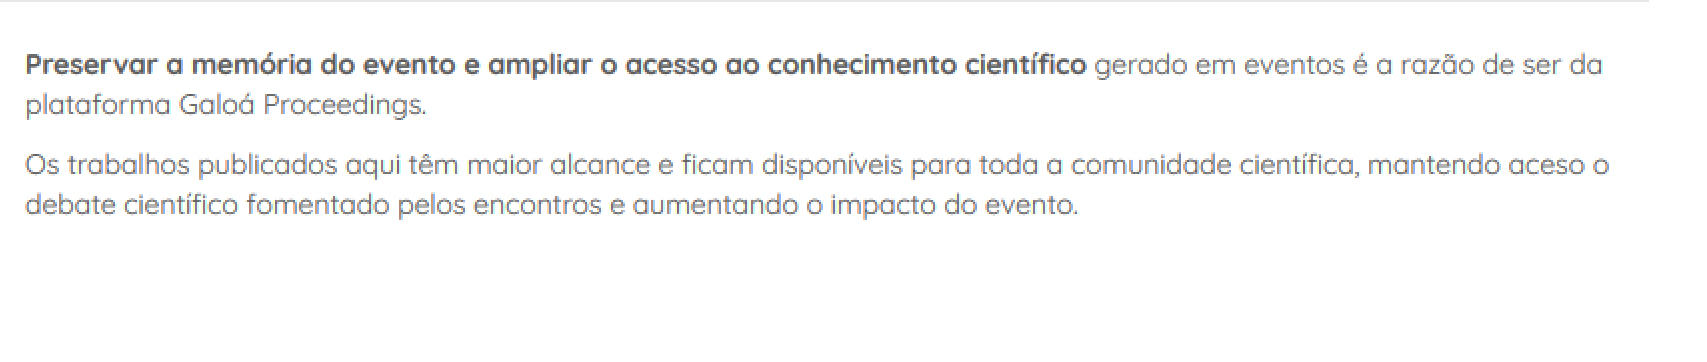 Preservar a memória do evento e ampliar o acesso ao conhecimento científico gerado em eventos é a razão de ser da
plataforma Galoá Proceedings.
Os trabalhos publicados aqui têm maior alcance e ficam disponíveis para toda a comunidade científica, mantendo aceso o
debate científico fomentado pelos encontros e aumentando o impacto do evento.